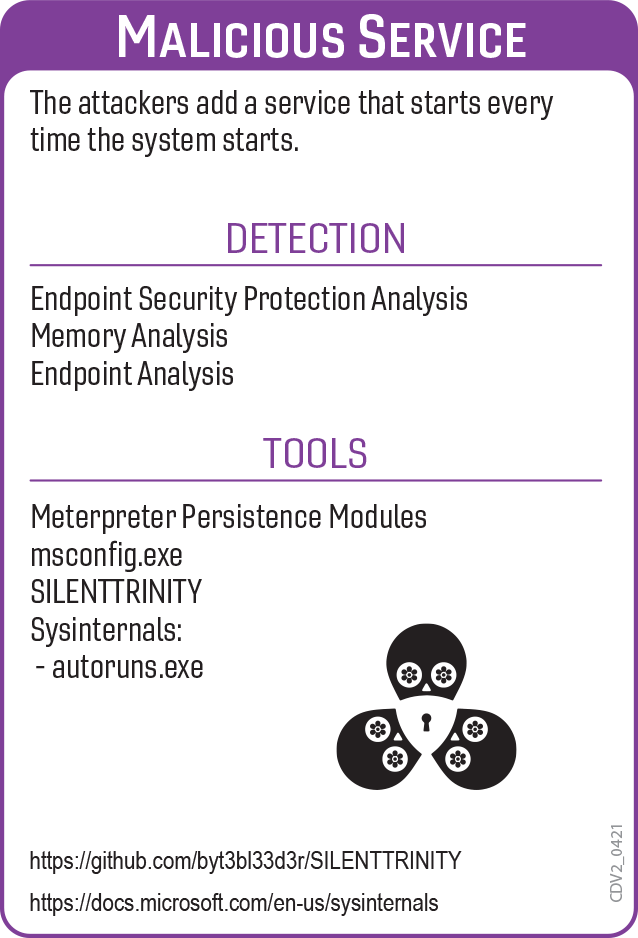 MALICIOUS SERVICE
The attackers add a service that starts every
time the system starts.
DETECTION
Endpoint Security Protection Analysis
Memory Analysis
Endpoint Analysis
TOOLS
Meterpreter Persistence Modules
msconfig.exe
SILENTTRINITY
Sysinternals:
- autoruns.exe
https://github.com/byt3bl33d3r/SILENTTRINITY
https://docs.microsoft.com/en-us/sysinternals
CDV2_0421